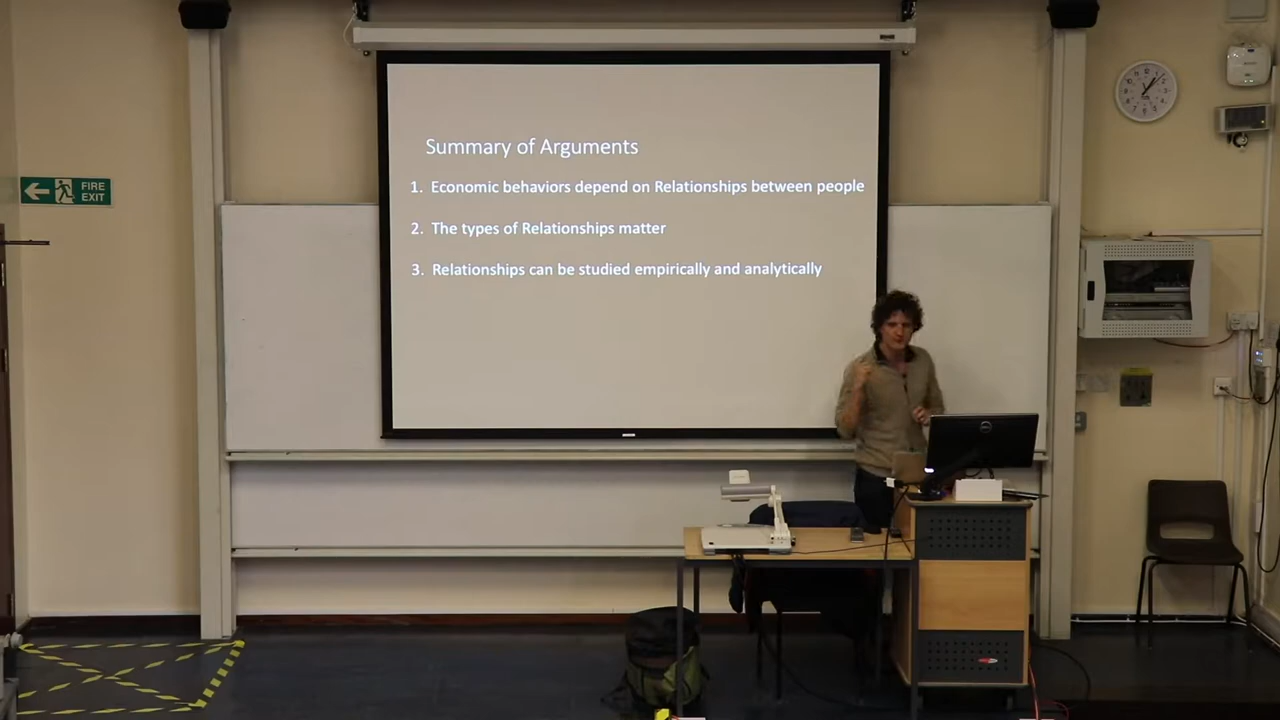 Summary of Arguments
1. Economic behaviors depend on Relationships between people
2. The types of Relationships matter
3. Relationships can be studied empirically and analytically
FIRE
EXIT
DELL